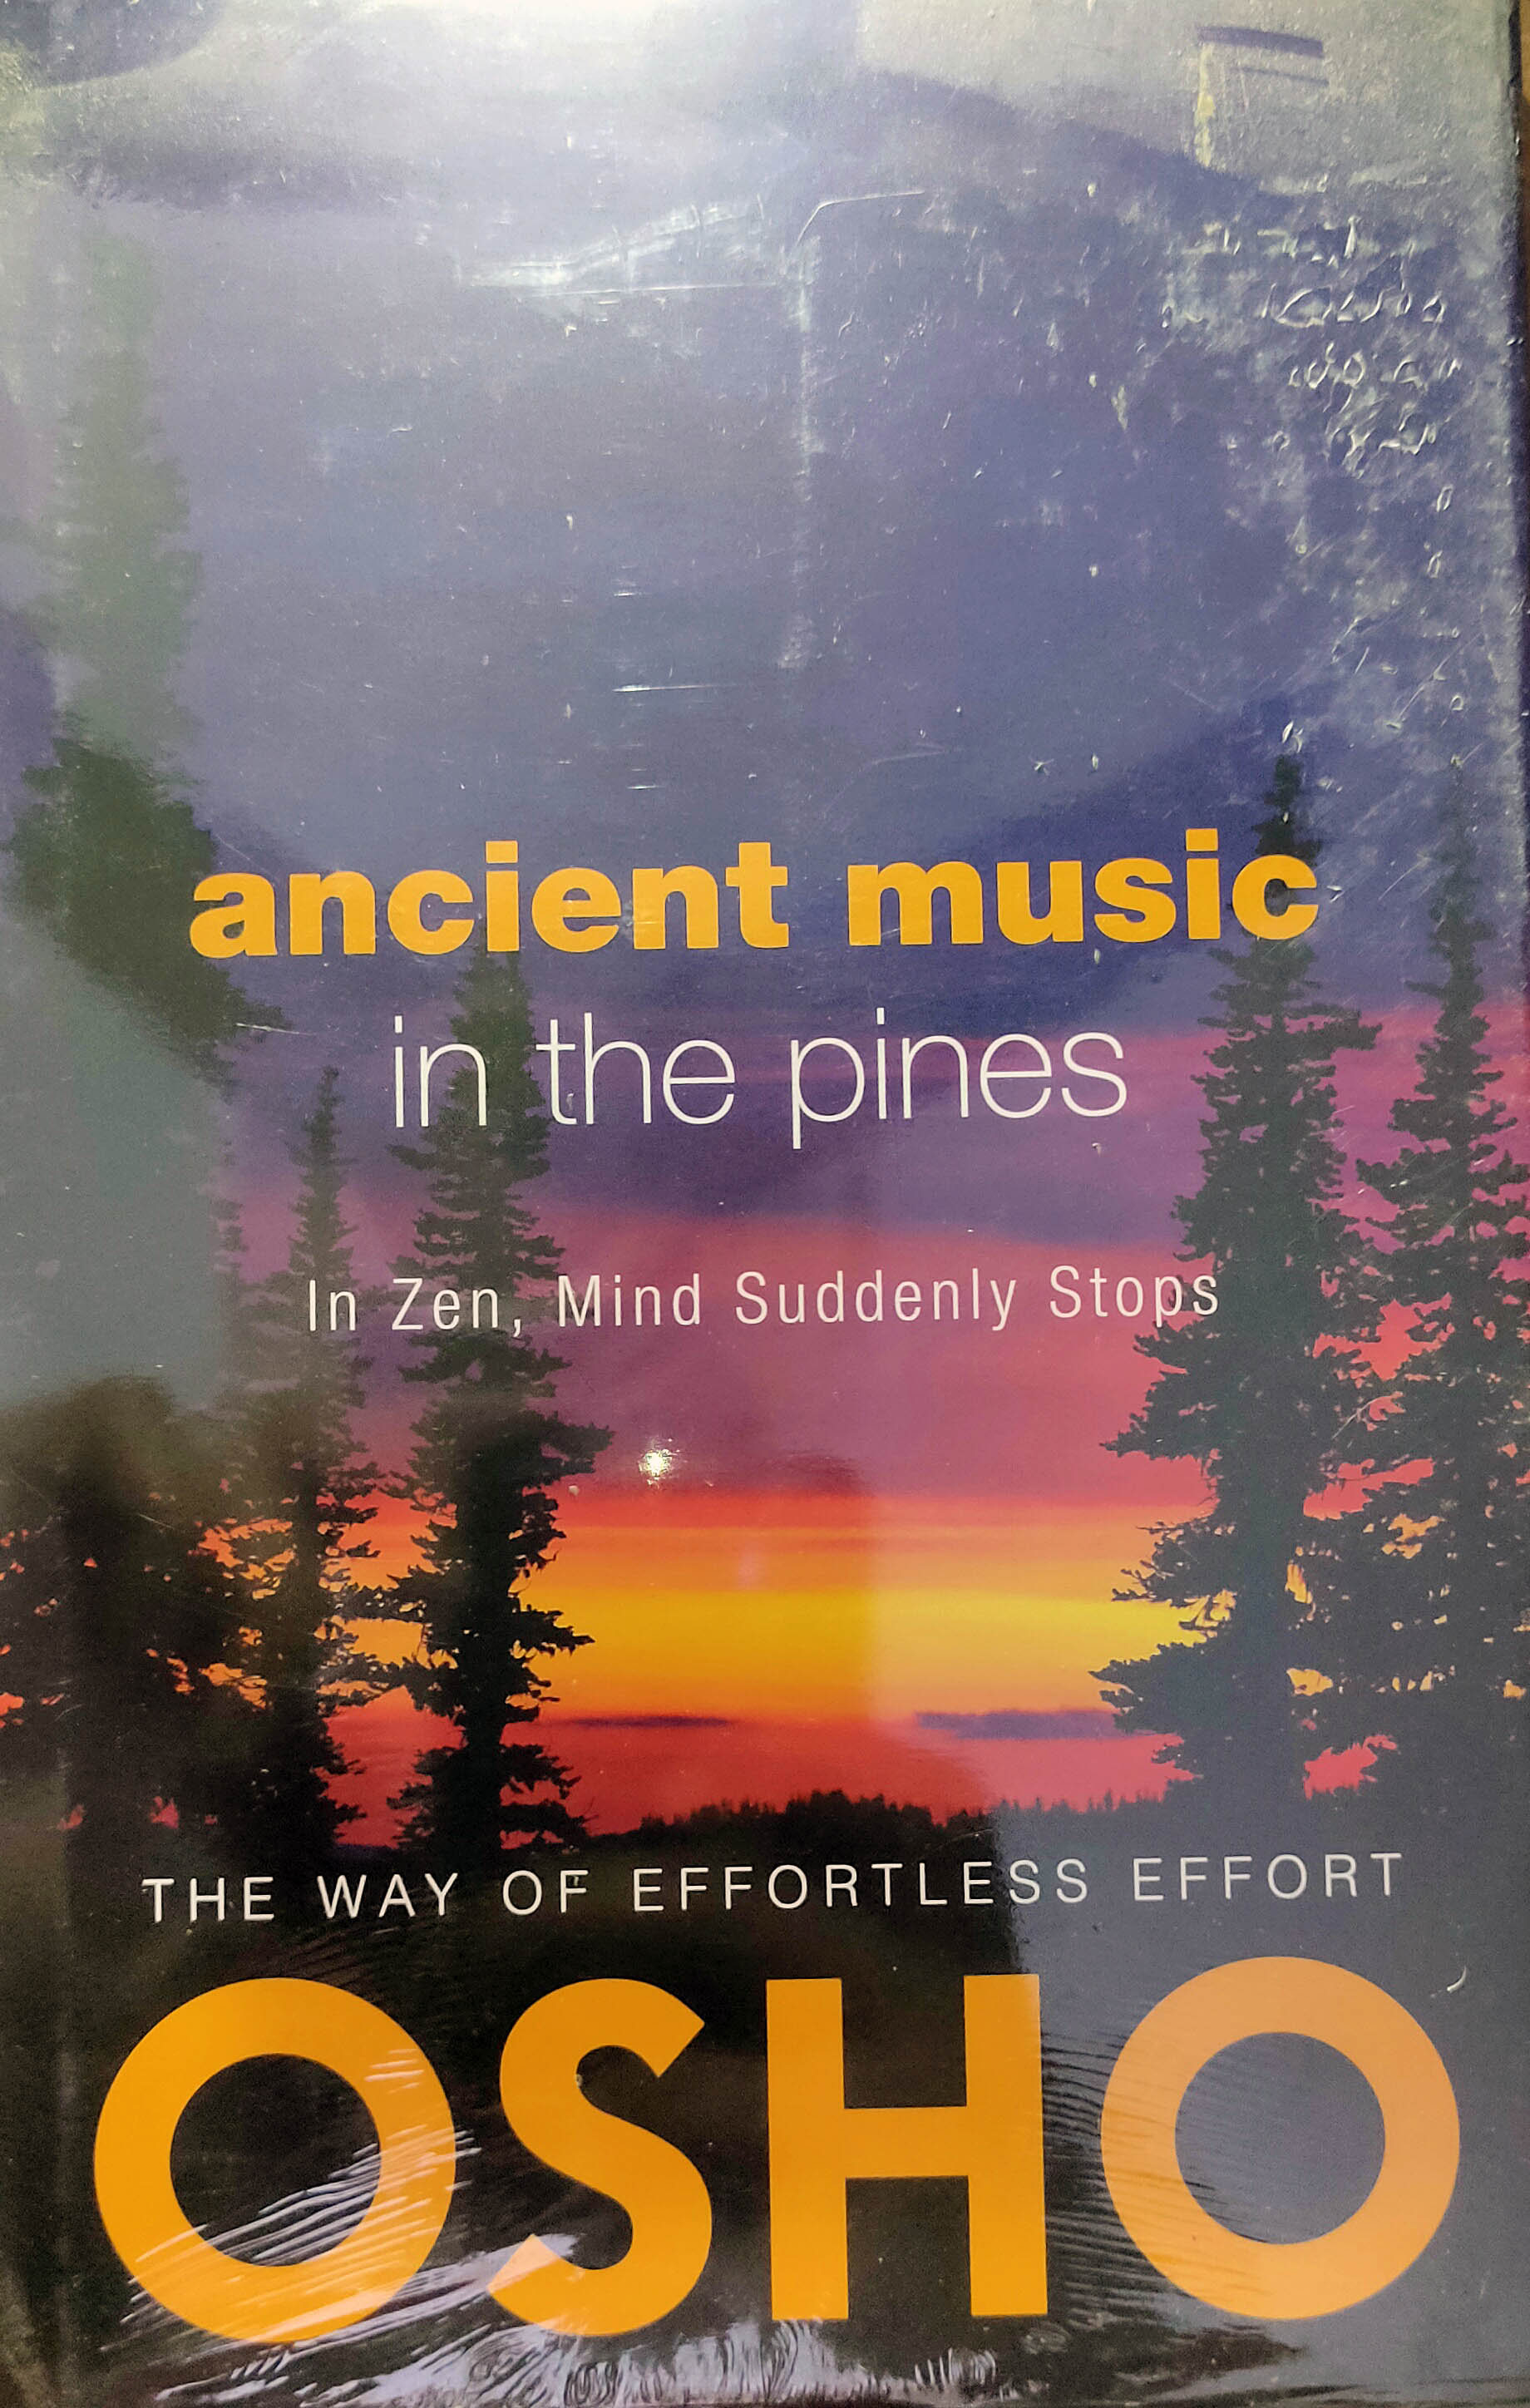 ancient music
in the pines
In Zen, Mind Suddenly Stops
THE WAY OF EFFORTLESS EFFORT
OSHO